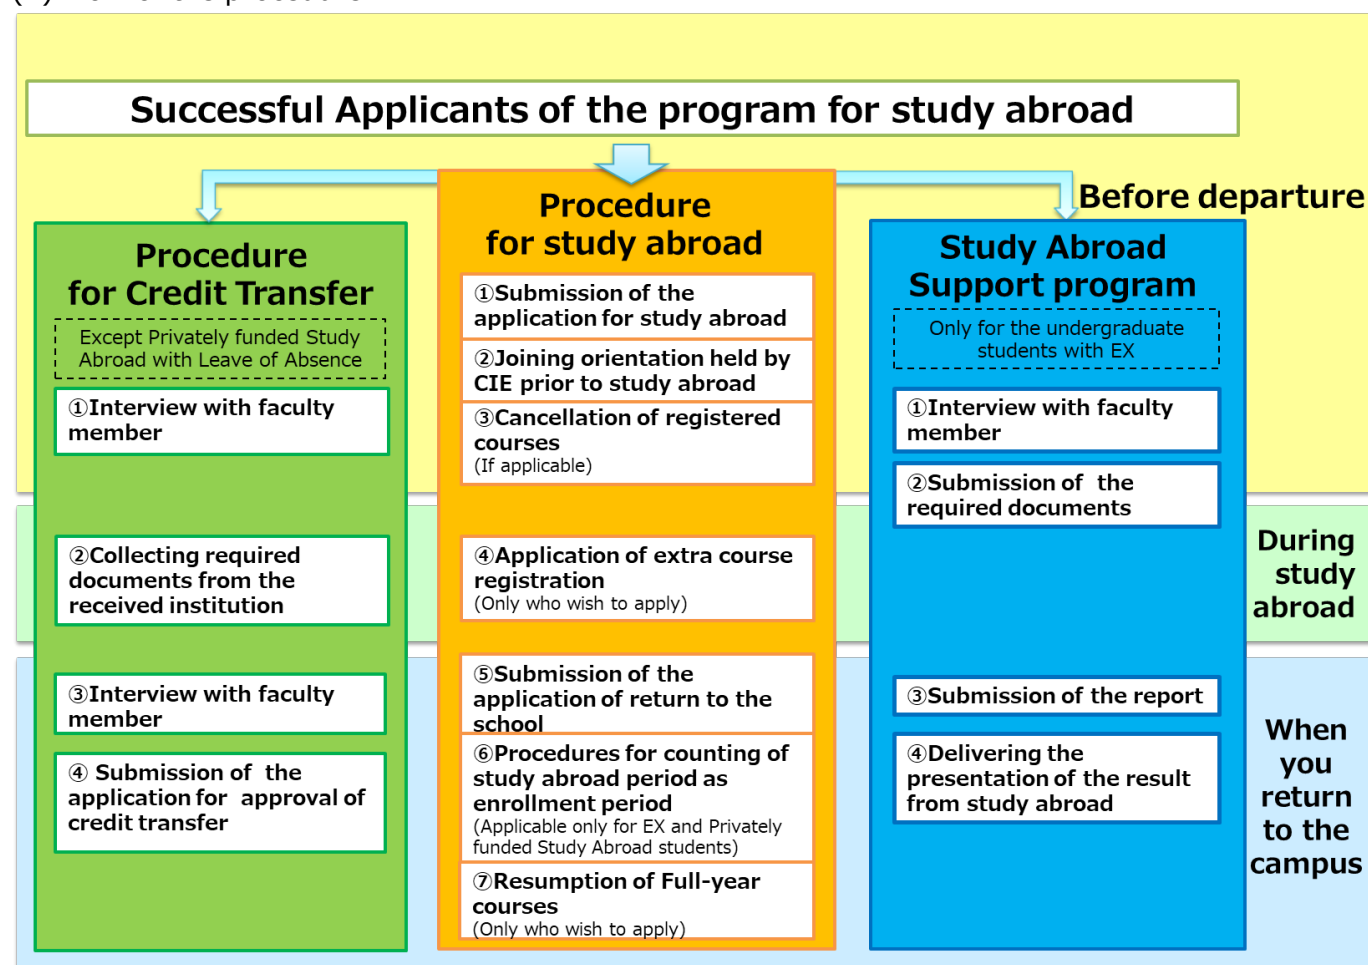 Successful Applicants of the program for study abroad
Before departure
Procedure
for Credit Transfer
Except Privately funded Study
Abroad with Leave of Absence
①Interview with faculty
member
②Collecting required
documents from the
received institution
③Interview with faculty
member
④ Submission of the
application for approval of
credit transfer
Procedure
for study abroad
①Submission of the
application for study abroad
②Joining orientation held by
CIE prior to study abroad
③Cancellation of registered
courses
(If applicable)
④Application of extra course
registration
(Only who wish to apply)
⑤Submission of the
application of return to the
school
⑥Procedures for counting of
study abroad period as
enrollment period
(Applicable only for EX and Privately
funded Study Abroad students)
⑦Resumption of Full-year
courses
(Only who wish to apply)
Study Abroad
Support program
Only for the undergraduate
students with EX
①Interview with faculty
member
②Submission of the
required documents
③Submission of the report
④Delivering the
presentation of the result
from study abroad
During
study
abroad
When
you
return
to the
campus